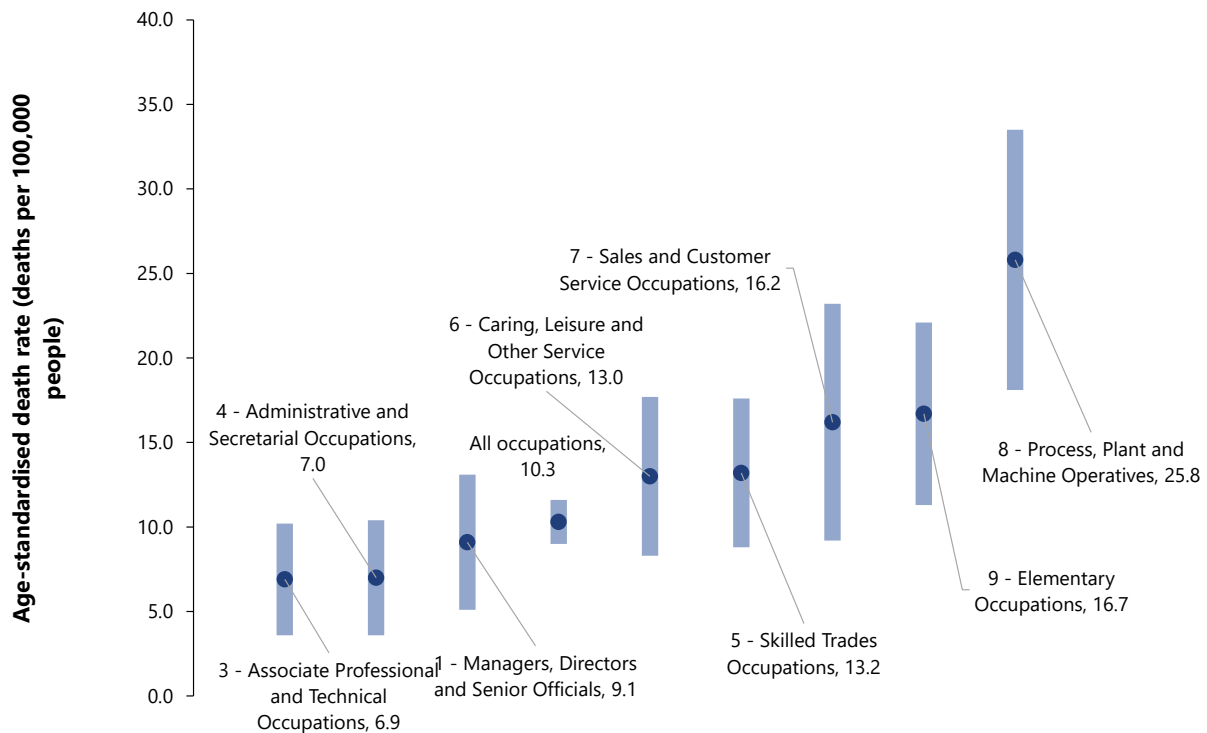 Age-standardised death rate (deaths per 100,000
people)
40.0
35.0
30.0
25.0
20.0
15.0
10.0
5.0
0.0
3 - Associate Professional
and Technical
Occupations, 6.9
4 - Administrative and
Secretarial Occupations,
7.0
1 - Managers, Directors
and Senior Officials, 9.1
All occupations,
10.3
6 - Caring, Leisure and
Other Service
Occupations, 13.0
5 - Skilled Trades
Occupations, 13.2
7 - Sales and Customer
Service Occupations, 16.2
9 - Elementary
Occupations, 16.7
8 - Process, Plant and
Machine Operatives, 25.8